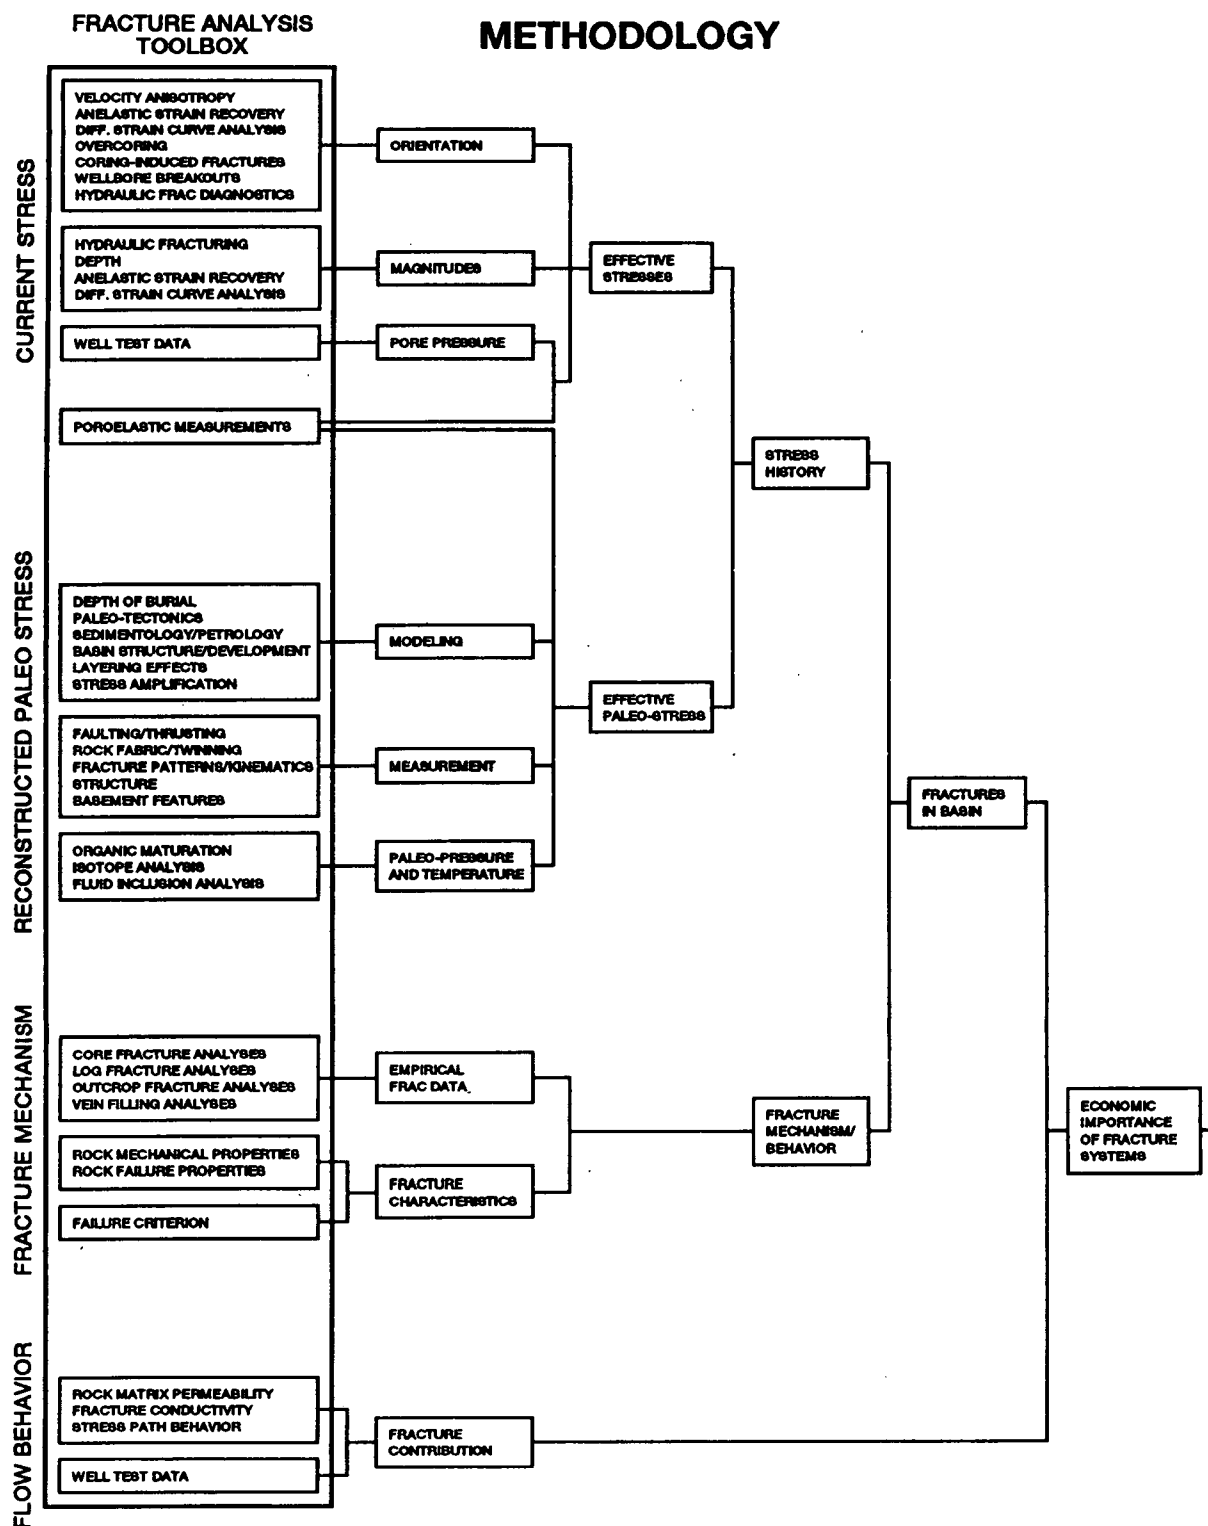 FRACTURE ANALYSIS
TOOLBOX
METHODOLOGY
CURRENT STRESS
VELOCITY ANISOTROPY
ANELASTIC STRAIN RECOVERY
DIFF. STRAIN CURVE ANALYSIS
OVERCORING
CORING-INDUCED FRACTURES
WELLBORE BREAKOUTS
HYDRAULIC FRAC DIAGNOSTICS
ORIENTATION
HYDRAULIC FRACTURING
DEPTH
ANELASTIC STRAIN RECOVERY
DIFF. STRAIN CURVE ANALYSIS
MAGNITUDES
EFFECTIVE
STRESSES
WELL TEST DATA
PORE PRESSURE
POROELASTIC MEASUREMENTS
STRESS
HISTORY
RECONSTRUCTED PALEO STRESS
DEPTH OF BURIAL
PALEO-TECTONICS
SEDIMENTOLOGY/PETROLOGY
BASIN STRUCTURE/DEVELOPMENT
LAYERING EFFECTS
STRESS AMPLIFICATION
MODELING
EFFECTIVE
PALEO-STRESS
FAULTING/THRUSTING
ROCK FABRIC/TWINNING
FRACTURE PATTERNS/KINEMATICS
STRUCTURE
BASEMENT FEATURES
MEASUREMENT
FRACTURES
IN BASIN
ORGANIC MATURATION
ISOTOPE ANALYSIS
FLUID INCLUSION ANALYSIS
PALEO-PRESSURE
AND TEMPERATURE
FRACTURE MECHANISM
CORE FRACTURE ANALYSES
LOG FRACTURE ANALYSES
OUTCROP FRACTURE ANALYSES
VEIN FILLING ANALYSES
EMPIRICAL
FRAC DATA
FRACTURE
MECHANISM/
BEHAVIOR
ECONOMIC
IMPORTANCE
OF FRACTURE
SYSTEMS
ROCK MECHANICAL PROPERTIES
ROCK FAILURE PROPERTIES
FRACTURE
CHARACTERISTICS
FAILURE CRITERION
FLOW BEHAVIOR
ROCK MATRIX PERMEABILITY
FRACTURE CONDUCTIVITY
STRESS PATH BEHAVIOR
FRACTURE
CONTRIBUTION
WELL TEST DATA